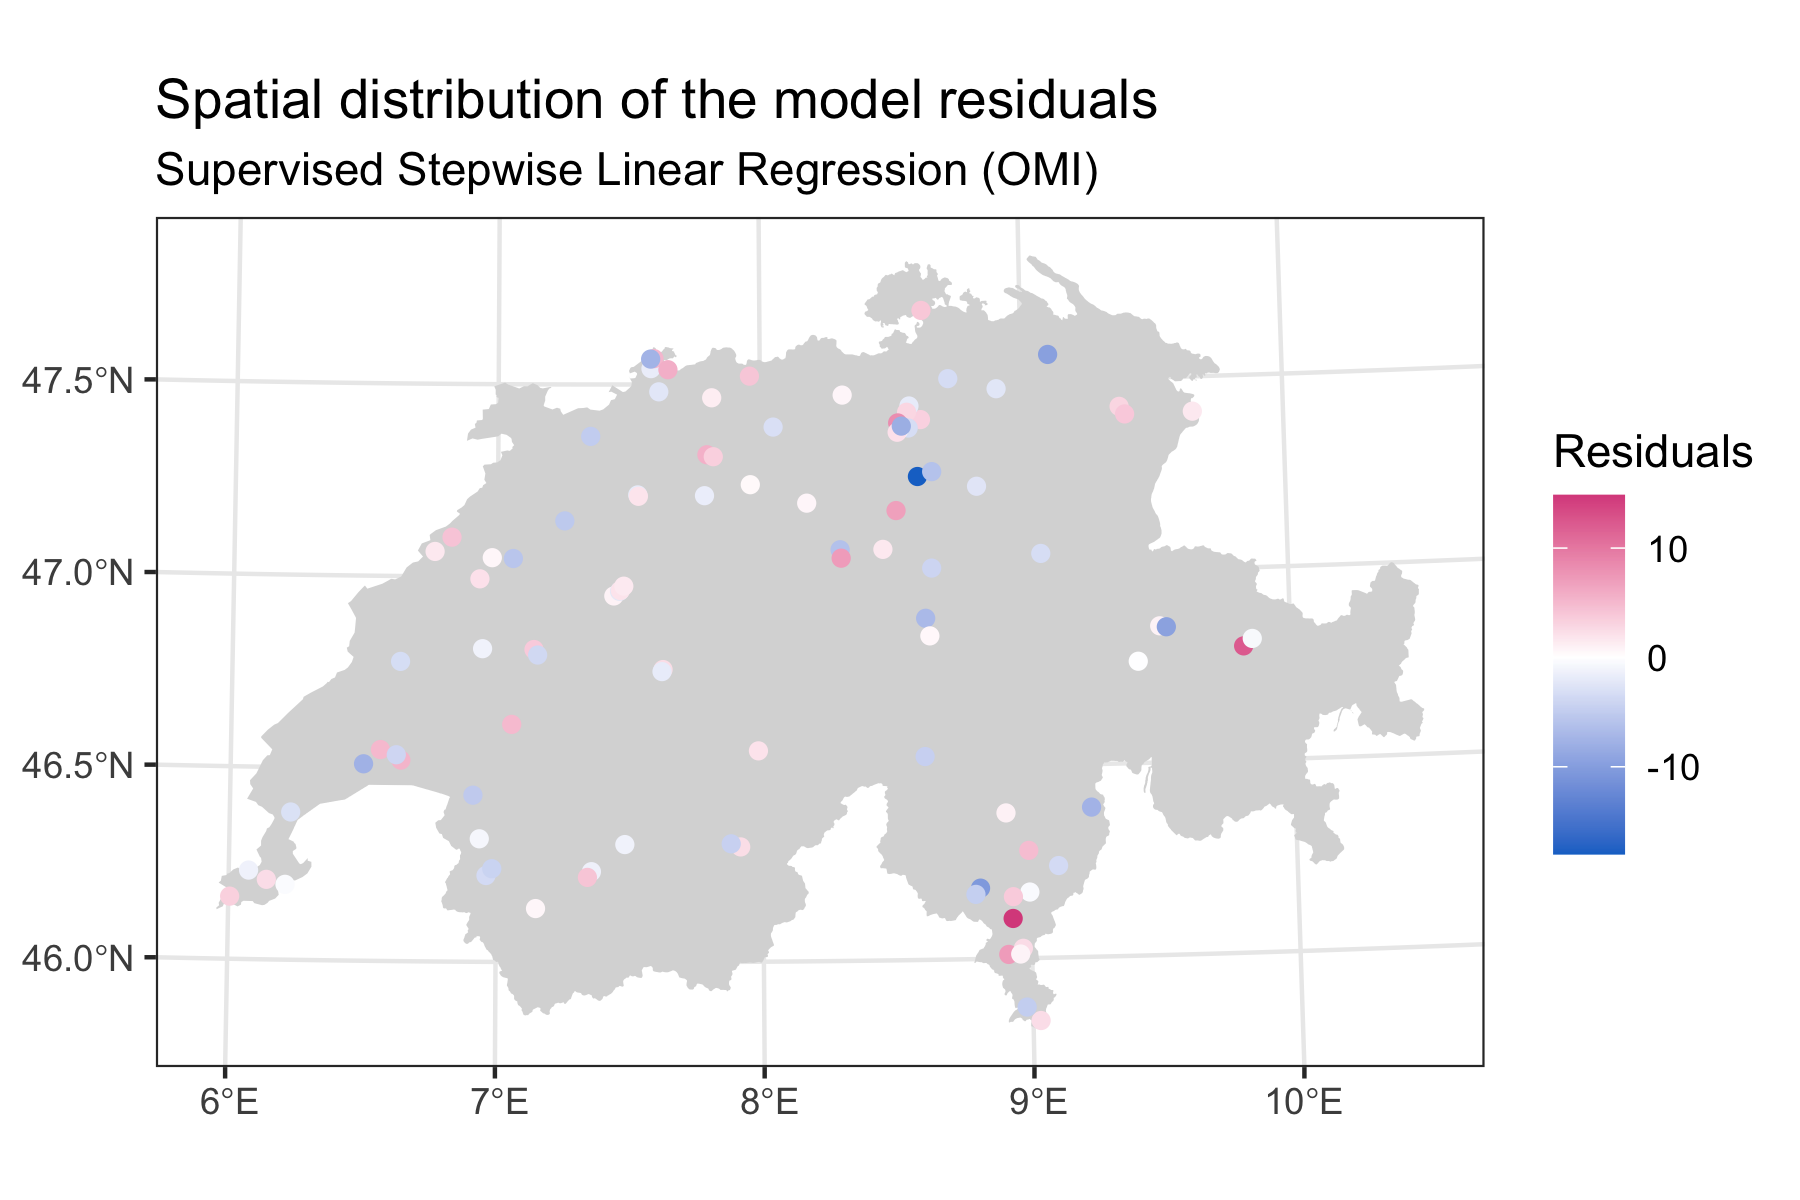 Spatial distribution of the model residuals
Supervised Stepwise Linear Regression (OMI)
47.5°N
47.0°N
46.5°N
46.0°N
6°E
7°E
8°E
9°E
10°E
Residuals
10
0
-10